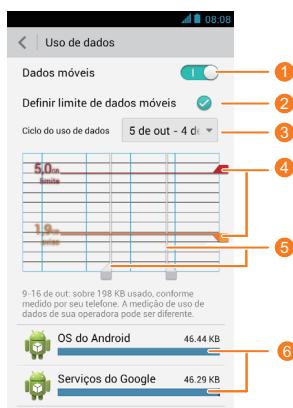 08:08
Uso de dados
Dados móveis
1
Definir limite de dados móveis
2
Ciclo do uso de dados
5 de out - 4 de
3
5,0GB
limite
4
1,9GB
aviso
5
9-16 de out: sobre 198 KB usado, conforme
medido por seu telefone. A medição de uso de
dados de sua operadora pode ser diferente.
OS do Android
46.44 KB
6
Serviços do Google
46.29 KB